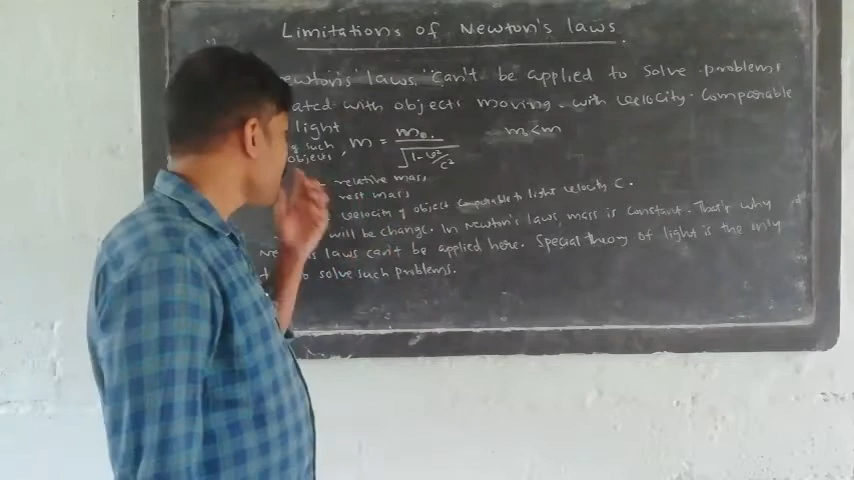 Limitations of Newton's laws.
ewton's laws can't be applied to solve problems
ated with objects moving with velocity comparable
light
such
objects, m = m₀ / √(1-v²/c²) m₀<m
- relative mass
rest mass
velocity of object comparable to light velocity c.
will be change. In Newton's laws, mass is constant. That's why
Ne s laws can't be applied here. Special theory of light is the only
to solve such problems.